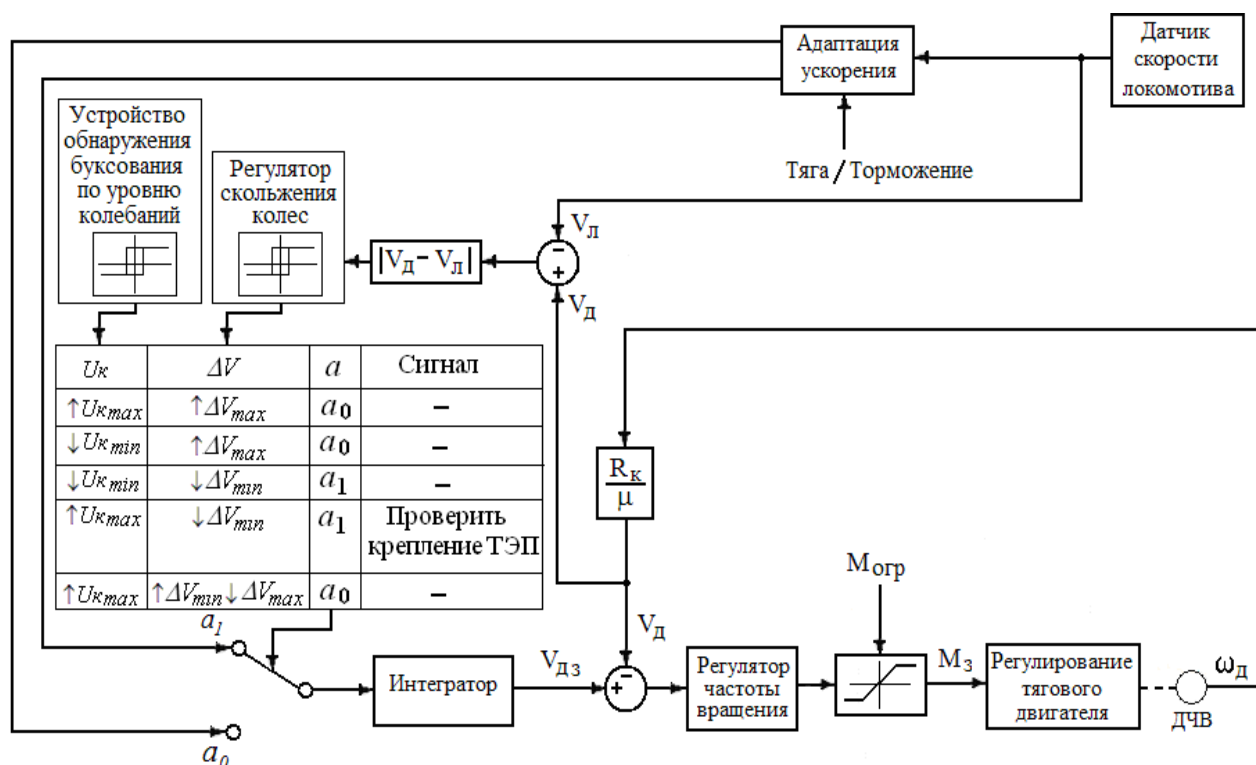 Адаптация
ускорения
Датчик
скорости
локомотива
Тяга / Торможение
Устройство
обнаружения
буксования
по уровню
колебаний
Регулятор
скольжения
колес
|Vд − Vл|
Vл
−
+
Vд
Uк ΔV a Сигнал
↑Uкmax ↑ΔVmax a0 −
↓Uкmin ↑ΔVmax a0 −
↓Uкmin ↓ΔVmin a1 −
↑Uкmax ↓ΔVmin a1 Проверить
крепление ТЭП
↑Uкmax ↑ΔVmin↓ΔVmax a0 −
Rк
μ
a1
a0
Интегратор
Vдз
Vд
−
+
Регулятор
частоты
вращения
Mогр
Mз
Регулирование
тягового
двигателя
ωд
ДЧВ